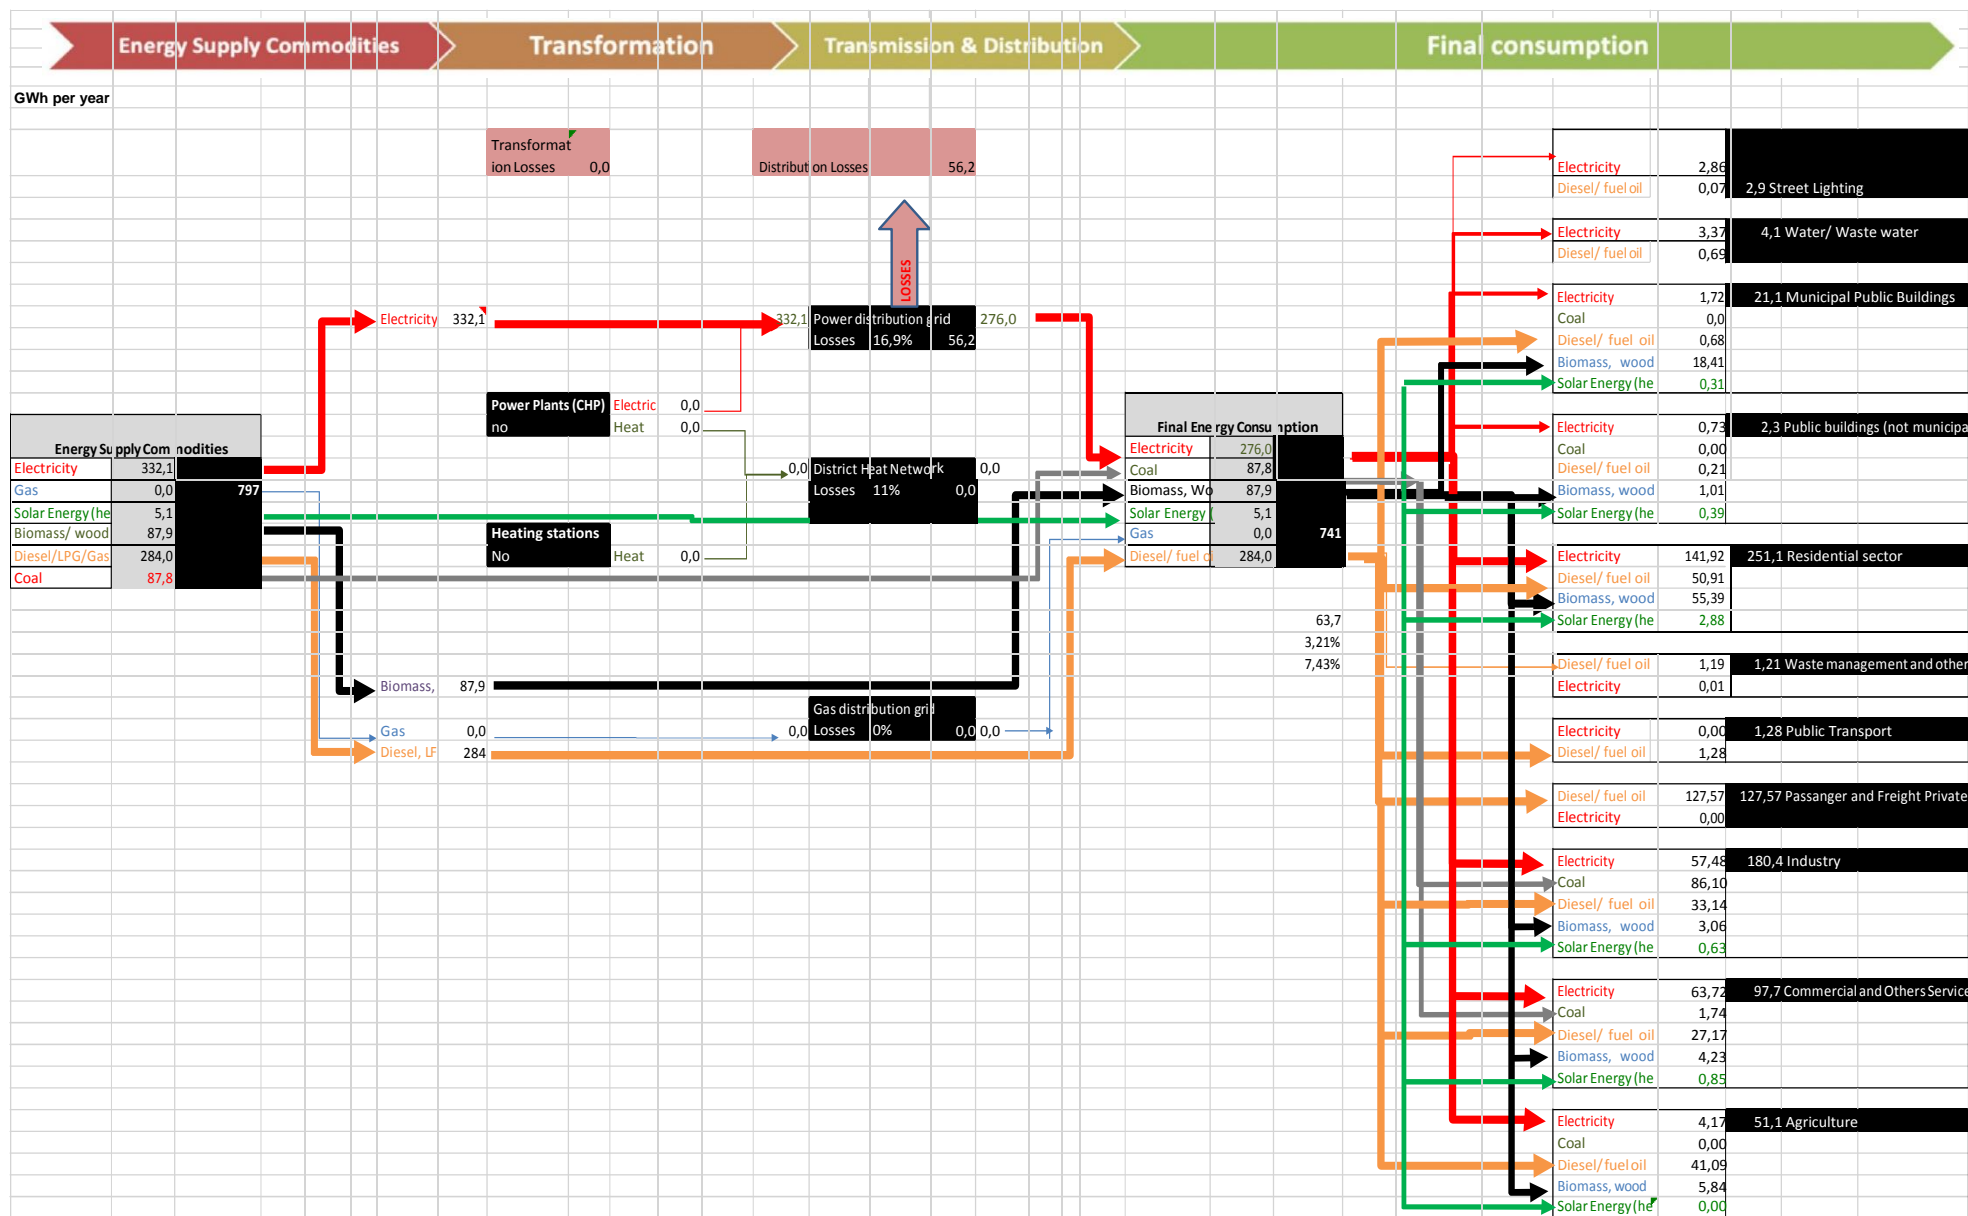 Energy Supply Commodities
Transformation
Transmission & Distribution
Final consumption
GWh per year
Transformat
ion Losses 0,0
Distribution Losses 56,2
LOSSES
Electricity 332,1
332,1 Power distribution grid 276,0
Losses 16,9% 56,2
Power Plants (CHP) Electric 0,0
no Heat 0,0
0,0 District Heat Network 0,0
Losses 11% 0,0
Heating stations
No Heat 0,0
Energy Supply Commodities
Electricity 332,1
Gas 0,0 797
Solar Energy (he 5,1
Biomass/ wood 87,9
Diesel/LPG/Gas 284,0
Coal 87,8
Biomass, 87,9
Gas 0,0
Diesel, LF 284
Gas distribution grid
0,0 Losses 0% 0,0 0,0
Final Energy Consumption
Electricity 276,0
Coal 87,8
Biomass, Wo 87,9
Solar Energy ( 5,1
Gas 0,0 741
Diesel/ fuel oi 284,0
63,7
3,21%
7,43%
Electricity 2,86
Diesel/ fuel oil 0,07 2,9 Street Lighting
Electricity 3,37 4,1 Water/ Waste water
Diesel/ fuel oil 0,69
Electricity 1,72 21,1 Municipal Public Buildings
Coal 0,0
Diesel/ fuel oil 0,68
Biomass, wood 18,41
Solar Energy (he 0,31
Electricity 0,73 2,3 Public buildings (not municipa
Coal 0,00
Diesel/ fuel oil 0,21
Biomass, wood 1,01
Solar Energy (he 0,39
Electricity 141,92 251,1 Residential sector
Diesel/ fuel oil 50,91
Biomass, wood 55,39
Solar Energy (he 2,88
Diesel/ fuel oil 1,19 1,21 Waste management and other
Electricity 0,01
Electricity 0,00 1,28 Public Transport
Diesel/ fuel oil 1,28
Diesel/ fuel oil 127,57 127,57 Passanger and Freight Private
Electricity 0,00
Electricity 57,48 180,4 Industry
Coal 86,10
Diesel/ fuel oil 33,14
Biomass, wood 3,06
Solar Energy (he 0,63
Electricity 63,72 97,7 Commercial and Others Service
Coal 1,74
Diesel/ fuel oil 27,17
Biomass, wood 4,23
Solar Energy (he 0,85
Electricity 4,17 51,1 Agriculture
Coal 0,00
Diesel/ fuel oil 41,09
Biomass, wood 5,84
Solar Energy (he 0,00